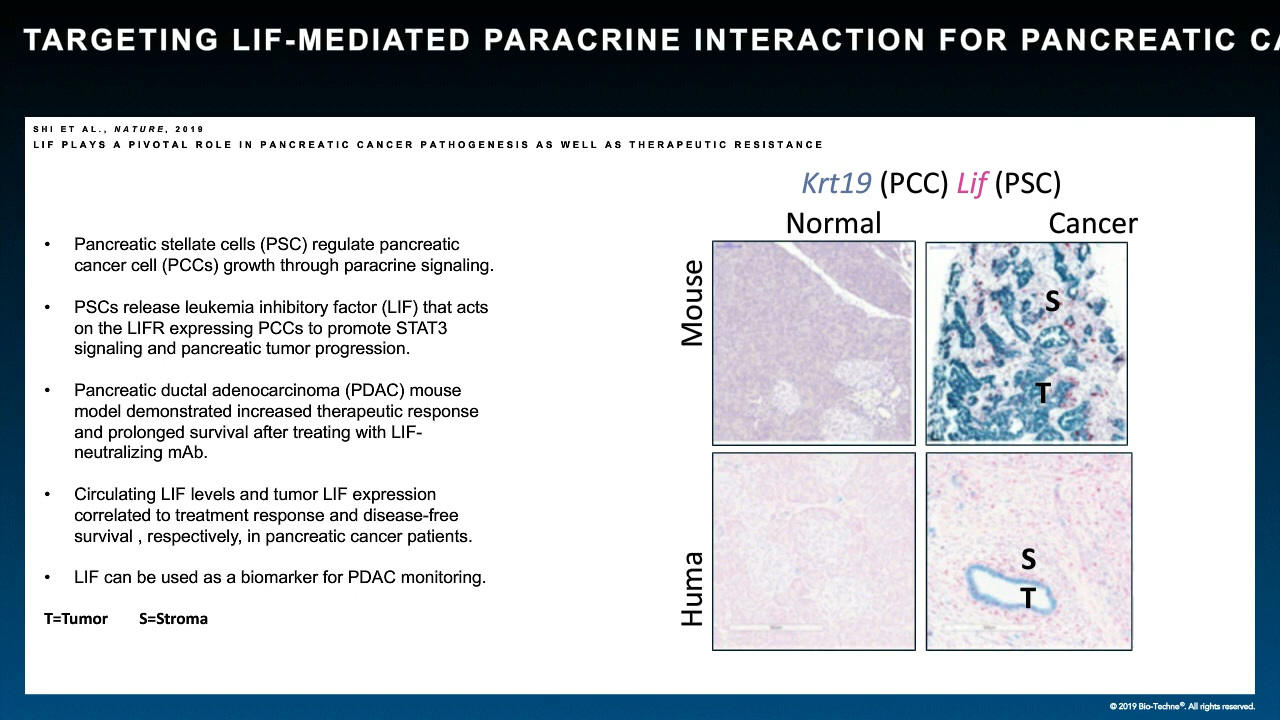 TARGETING LIF-MEDIATED PARACRINE INTERACTION FOR PANCREATIC CA
SHI ET AL., NATURE, 2019
LIF PLAYS A PIVOTAL ROLE IN PANCREATIC CANCER PATHOGENESIS AS WELL AS THERAPEUTIC RESISTANCE
• Pancreatic stellate cells (PSC) regulate pancreatic
cancer cell (PCCs) growth through paracrine signaling.
• PSCs release leukemia inhibitory factor (LIF) that acts
on the LIFR expressing PCCs to promote STAT3
signaling and pancreatic tumor progression.
• Pancreatic ductal adenocarcinoma (PDAC) mouse
model demonstrated increased therapeutic response
and prolonged survival after treating with LIF-
neutralizing mAb.
• Circulating LIF levels and tumor LIF expression
correlated to treatment response and disease-free
survival , respectively, in pancreatic cancer patients.
• LIF can be used as a biomarker for PDAC monitoring.
T=Tumor S=Stroma
Krt19 (PCC) Lif (PSC)
Normal Cancer
Mouse
S
T
Huma
S
T
© 2019 Bio-Techne®. All rights reserved.